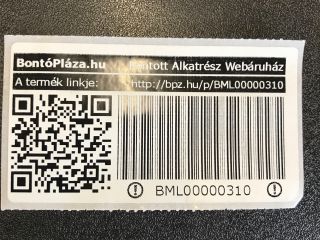 BontóPláza.hu Bontott Alkatrész Webáruház
A termék linkje: http://bpz.hu/p/BML00000310
BML00000310